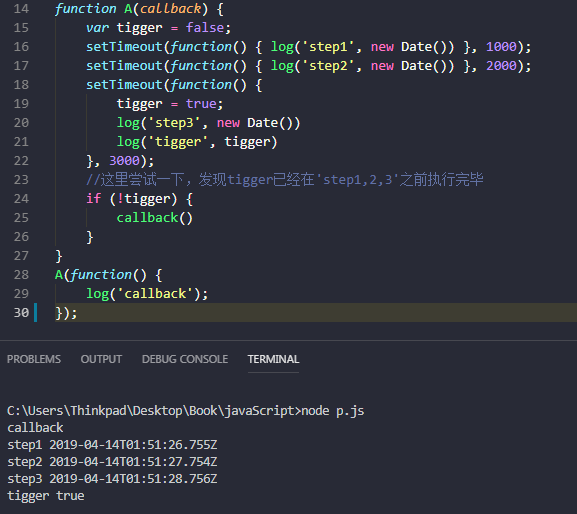 14 function A(callback) {
15 var tigger = false;
16 setTimeout(function() { log('step1', new Date()) }, 1000);
17 setTimeout(function() { log('step2', new Date()) }, 2000);
18 setTimeout(function() {
19 tigger = true;
20 log('step3', new Date())
21 log('tigger', tigger)
22 }, 3000);
23 //这里尝试一下，发现tigger已经在'step1,2,3'之前执行完毕
24 if (!tigger) {
25 callback()
26 }
27 }
28 A(function() {
29 log('callback');
30 });
PROBLEMS OUTPUT DEBUG CONSOLE TERMINAL
C:\Users\Thinkpad\Desktop\Book\javaScript>node p.js
callback
step1 2019-04-14T01:51:26.755Z
step2 2019-04-14T01:51:27.754Z
step3 2019-04-14T01:51:28.756Z
tigger true